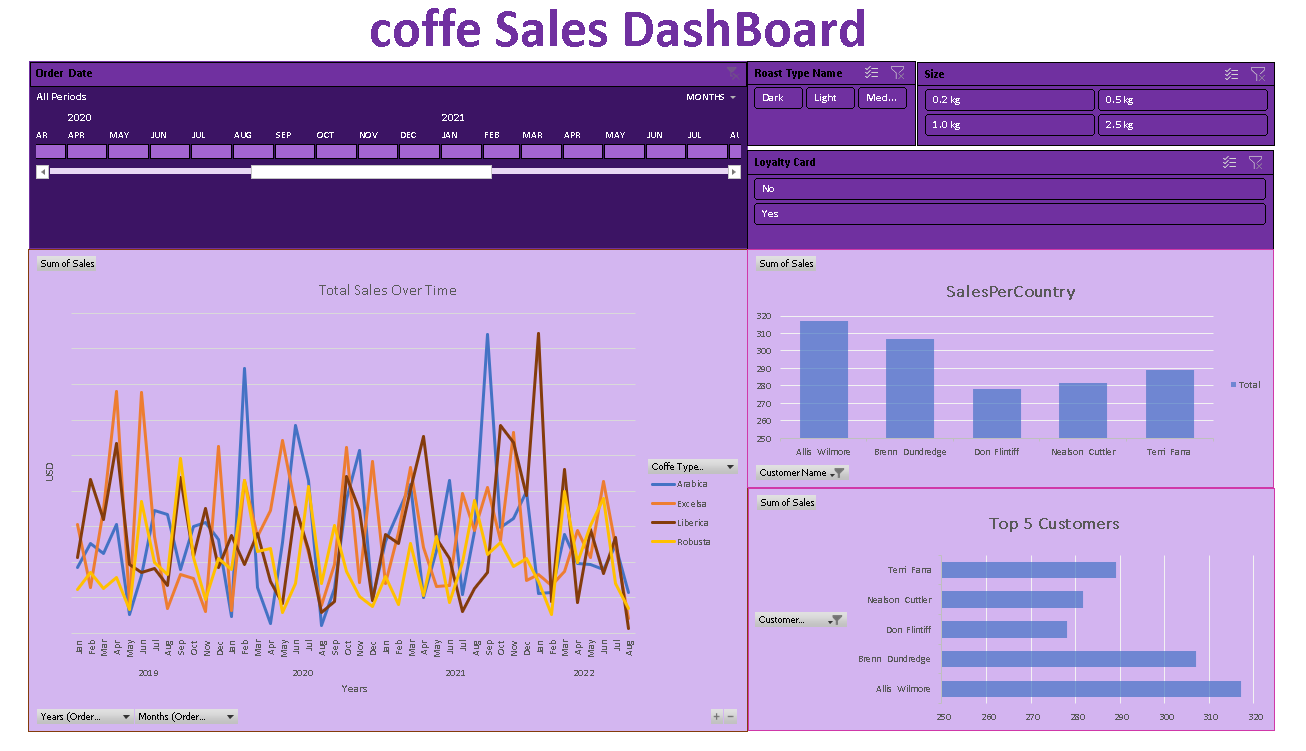 coffe Sales DashBoard
Order Date
All Periods
MONTHS
2020 2021
AR APR MAY JUN JUL AUG SEP OCT NOV DEC JAN FEB MAR APR MAY JUN JUL AU
Roast Type Name
Dark Light Med...
Size
0.2 kg 0.5 kg
1.0 kg 2.5 kg
Loyalty Card
No
Yes
Sum of Sales
Total Sales Over Time
USD
Coffe Type...
Arabica
Excelsa
Liberica
Robusta
Jan Feb Mar Apr May Jun Jul Aug Sep Oct Nov Dec Jan Feb Mar Apr May Jun Jul Aug Sep Oct Nov Dec Jan Feb Mar Apr May Jun Jul Aug Sep Oct Nov Dec Jan Feb Mar Apr May Jun Jul Aug
2019 2020 2021 2022
Years
Years (Order... Months (Order...
+ −
Sum of Sales
SalesPerCountry
320
310
300
290
280
270
260
250
Allis Wilmore Brenn Dundredge Don Flintiff Nealson Cuttler Terri Farra
Total
Customer Name
Sum of Sales
Top 5 Customers
Terri Farra
Nealson Cuttler
Don Flintiff
Brenn Dundredge
Allis Wilmore
Customer...
250 260 270 280 290 300 310 320